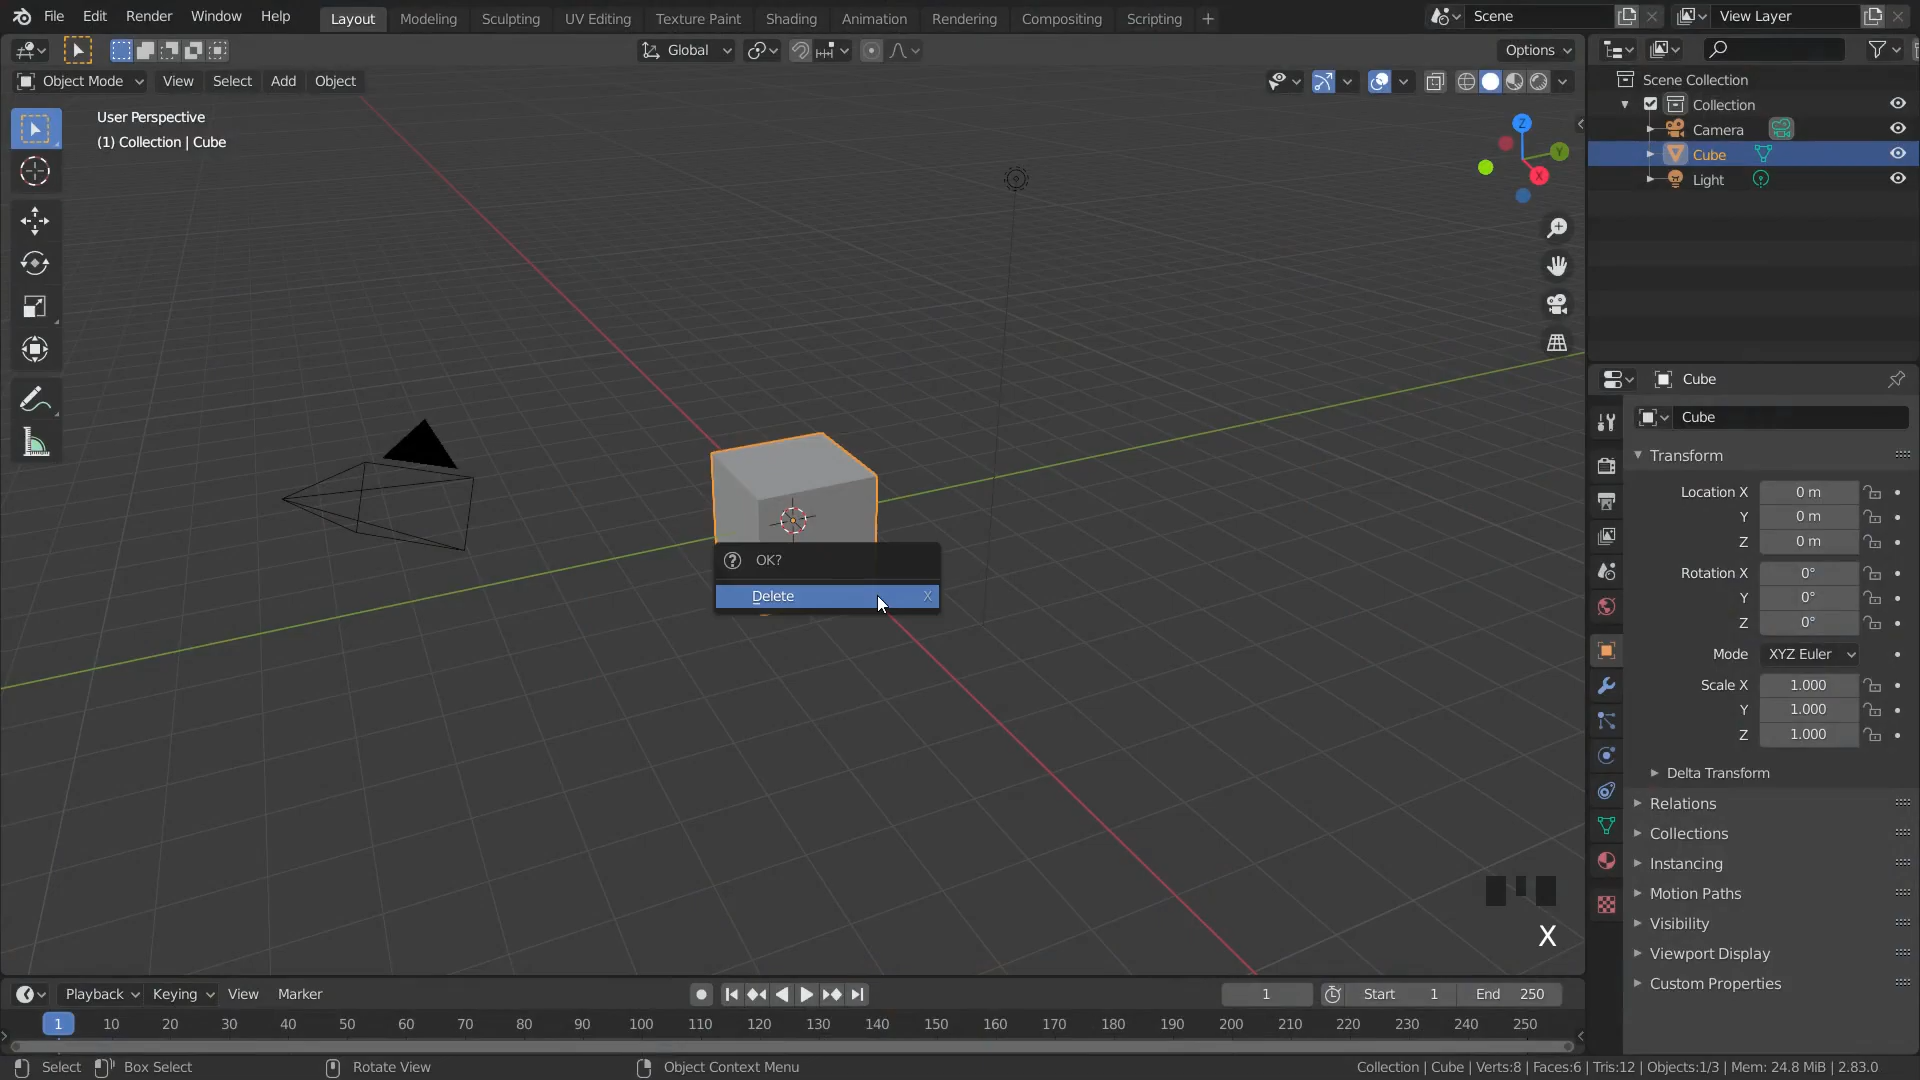 File Edit Render Window Help Layout Modeling Sculpting UV Editing Texture Paint Shading Animation Rendering Compositing Scripting + Scene View Layer
Global Options
Object Mode View Select Add Object
User Perspective
(1) Collection | Cube
Z
Y
X
OK?
Delete X
X
Scene Collection
Collection
Camera
Cube
Light
Cube
Cube
Transform
Location X 0 m
Y 0 m
Z 0 m
Rotation X 0°
Y 0°
Z 0°
Mode XYZ Euler
Scale X 1.000
Y 1.000
Z 1.000
Delta Transform
Relations
Collections
Instancing
Motion Paths
Visibility
Viewport Display
Custom Properties
Playback Keying View Marker 1 Start 1 End 250
1 10 20 30 40 50 60 70 80 90 100 110 120 130 140 150 160 170 180 190 200 210 220 230 240 250
Select Box Select Rotate View Object Context Menu Collection | Cube | Verts:8 | Faces:6 | Tris:12 | Objects:1/3 | Mem: 24.8 MiB | 2.83.0